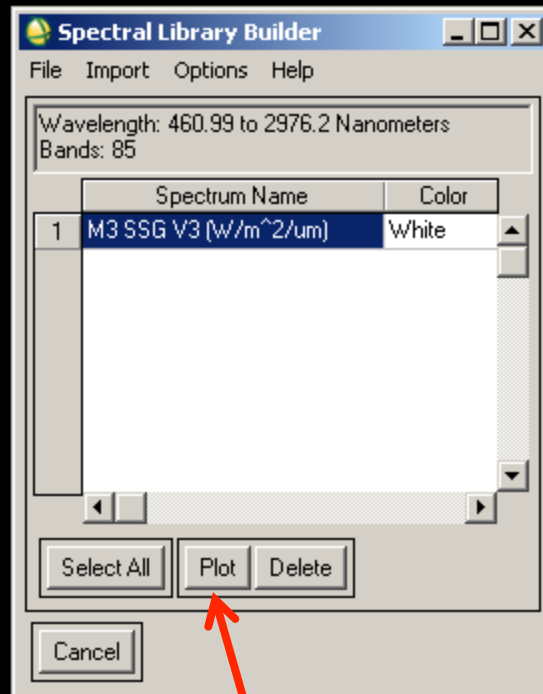 Spectral Library Builder
File Import Options Help
Wavelength: 460.99 to 2976.2 Nanometers
Bands: 85
Spectrum Name Color
1 M3 SSG V3 (W/m^2/um) White
Select All Plot Delete
Cancel